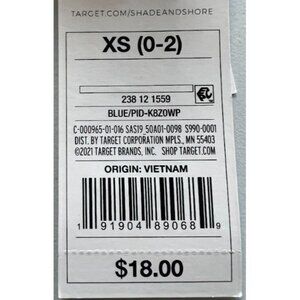 TARGET.COM/SHADEANDSHORE
XS (0-2)
238 12 1559
BLUE/PID-K8Z0WP
C-000965-01-016 SAS19_50A01-0098 S990-0001
DIST. BY TARGET CORPORATION MPLS., MN 55403
©2021 TARGET BRANDS, INC. SHOP TARGET.COM
ORIGIN: VIETNAM
1 91904 89068 9
$18.00